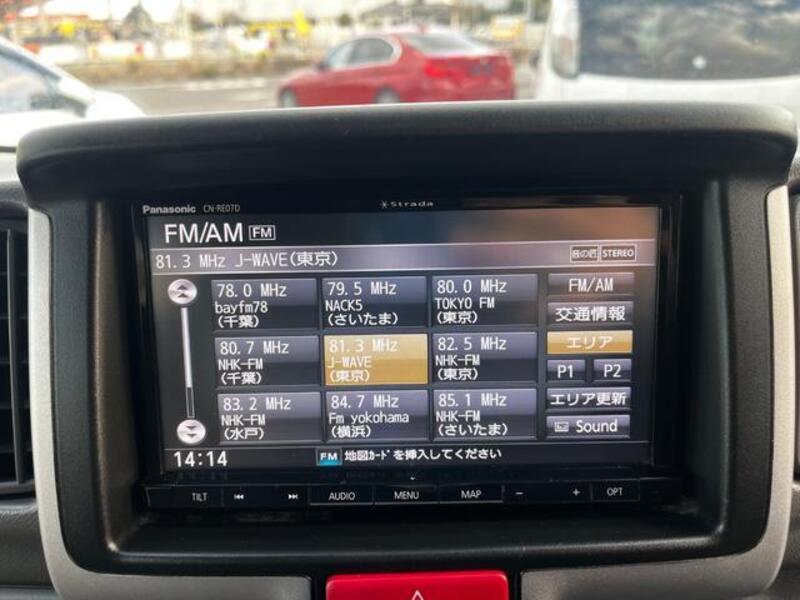 Panasonic CN-RE07D
Strada
FM/AM FM
81.3 MHz J-WAVE(東京) 音の匠 STEREO
78.0 MHz
bayfm78
(千葉)
79.5 MHz
NACK5
(さいたま)
80.0 MHz
TOKYO FM
(東京)
80.7 MHz
NHK-FM
(千葉)
81.3 MHz
J-WAVE
(東京)
82.5 MHz
NHK-FM
(東京)
83.2 MHz
NHK-FM
(水戸)
84.7 MHz
Fm yokohama
(横浜)
85.1 MHz
NHK-FM
(さいたま)
FM/AM
交通情報
エリア
P1 P2
エリア更新
Sound
14:14 FM 地図ｶｰﾄﾞを挿入してください
TILT AUDIO MENU MAP − + OPT